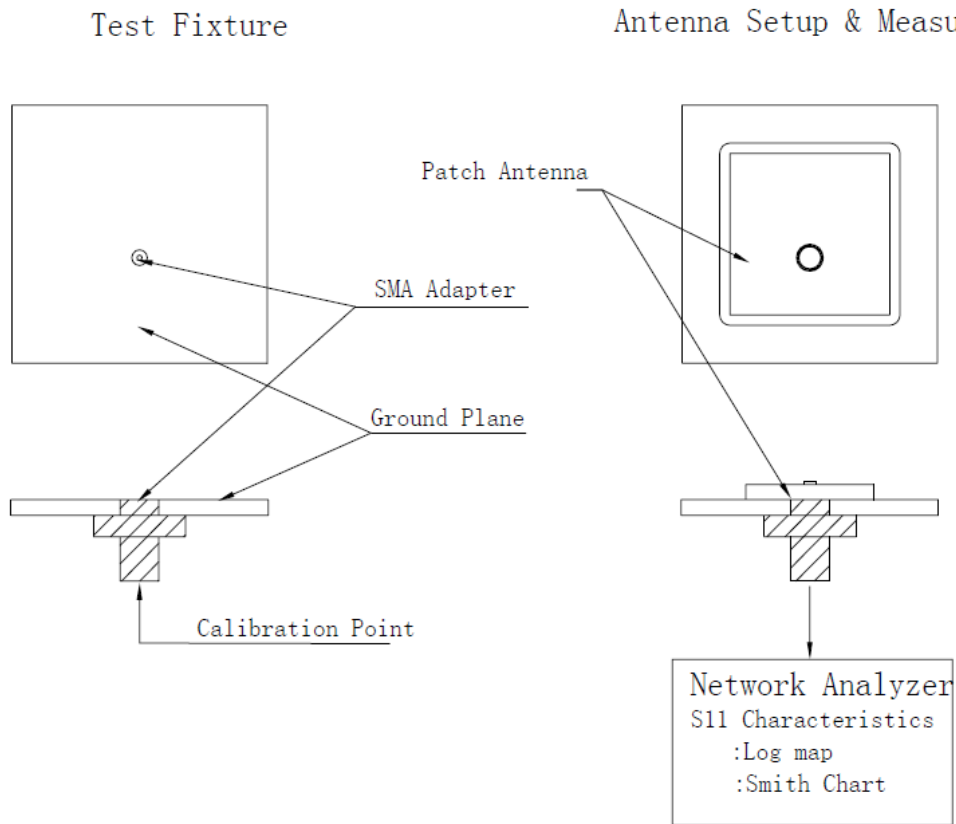 Test Fixture
Antenna Setup & Measu
Patch Antenna
SMA Adapter
Ground Plane
Calibration Point
Network Analyzer
S11 Characteristics
:Log map
:Smith Chart